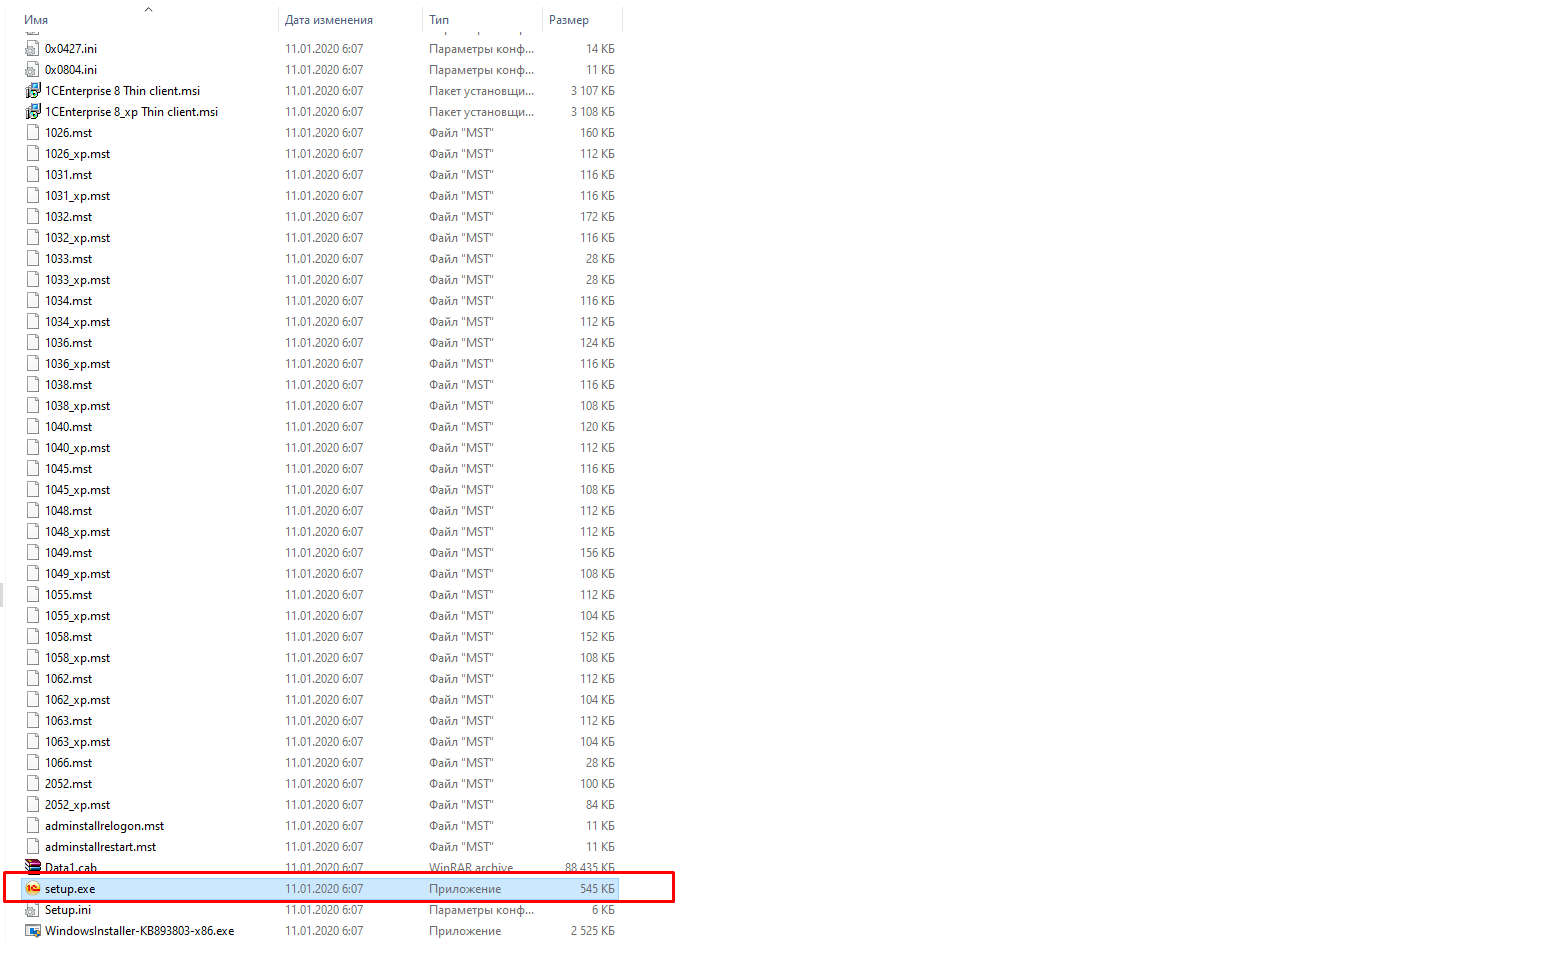 Имя Дата изменения Тип Размер
0x0427.ini 11.01.2020 6:07 Параметры конф... 14 КБ
0x0804.ini 11.01.2020 6:07 Параметры конф... 11 КБ
1CEnterprise 8 Thin client.msi 11.01.2020 6:07 Пакет установщи... 3 107 КБ
1CEnterprise 8_xp Thin client.msi 11.01.2020 6:07 Пакет установщи... 3 108 КБ
1026.mst 11.01.2020 6:07 Файл "MST" 160 КБ
1026_xp.mst 11.01.2020 6:07 Файл "MST" 112 КБ
1031.mst 11.01.2020 6:07 Файл "MST" 116 КБ
1031_xp.mst 11.01.2020 6:07 Файл "MST" 116 КБ
1032.mst 11.01.2020 6:07 Файл "MST" 172 КБ
1032_xp.mst 11.01.2020 6:07 Файл "MST" 116 КБ
1033.mst 11.01.2020 6:07 Файл "MST" 28 КБ
1033_xp.mst 11.01.2020 6:07 Файл "MST" 28 КБ
1034.mst 11.01.2020 6:07 Файл "MST" 116 КБ
1034_xp.mst 11.01.2020 6:07 Файл "MST" 112 КБ
1036.mst 11.01.2020 6:07 Файл "MST" 124 КБ
1036_xp.mst 11.01.2020 6:07 Файл "MST" 116 КБ
1038.mst 11.01.2020 6:07 Файл "MST" 116 КБ
1038_xp.mst 11.01.2020 6:07 Файл "MST" 108 КБ
1040.mst 11.01.2020 6:07 Файл "MST" 120 КБ
1040_xp.mst 11.01.2020 6:07 Файл "MST" 112 КБ
1045.mst 11.01.2020 6:07 Файл "MST" 116 КБ
1045_xp.mst 11.01.2020 6:07 Файл "MST" 108 КБ
1048.mst 11.01.2020 6:07 Файл "MST" 112 КБ
1048_xp.mst 11.01.2020 6:07 Файл "MST" 112 КБ
1049.mst 11.01.2020 6:07 Файл "MST" 156 КБ
1049_xp.mst 11.01.2020 6:07 Файл "MST" 108 КБ
1055.mst 11.01.2020 6:07 Файл "MST" 112 КБ
1055_xp.mst 11.01.2020 6:07 Файл "MST" 104 КБ
1058.mst 11.01.2020 6:07 Файл "MST" 152 КБ
1058_xp.mst 11.01.2020 6:07 Файл "MST" 108 КБ
1062.mst 11.01.2020 6:07 Файл "MST" 112 КБ
1062_xp.mst 11.01.2020 6:07 Файл "MST" 104 КБ
1063.mst 11.01.2020 6:07 Файл "MST" 112 КБ
1063_xp.mst 11.01.2020 6:07 Файл "MST" 104 КБ
1066.mst 11.01.2020 6:07 Файл "MST" 28 КБ
2052.mst 11.01.2020 6:07 Файл "MST" 100 КБ
2052_xp.mst 11.01.2020 6:07 Файл "MST" 84 КБ
adminstallrelogon.mst 11.01.2020 6:07 Файл "MST" 11 КБ
adminstallrestart.mst 11.01.2020 6:07 Файл "MST" 11 КБ
Data1.cab 11.01.2020 6:07 WinRAR archive 88 435 КБ
setup.exe 11.01.2020 6:07 Приложение 545 КБ
Setup.ini 11.01.2020 6:07 Параметры конф... 6 КБ
WindowsInstaller-KB893803-x86.exe 11.01.2020 6:07 Приложение 2 525 КБ